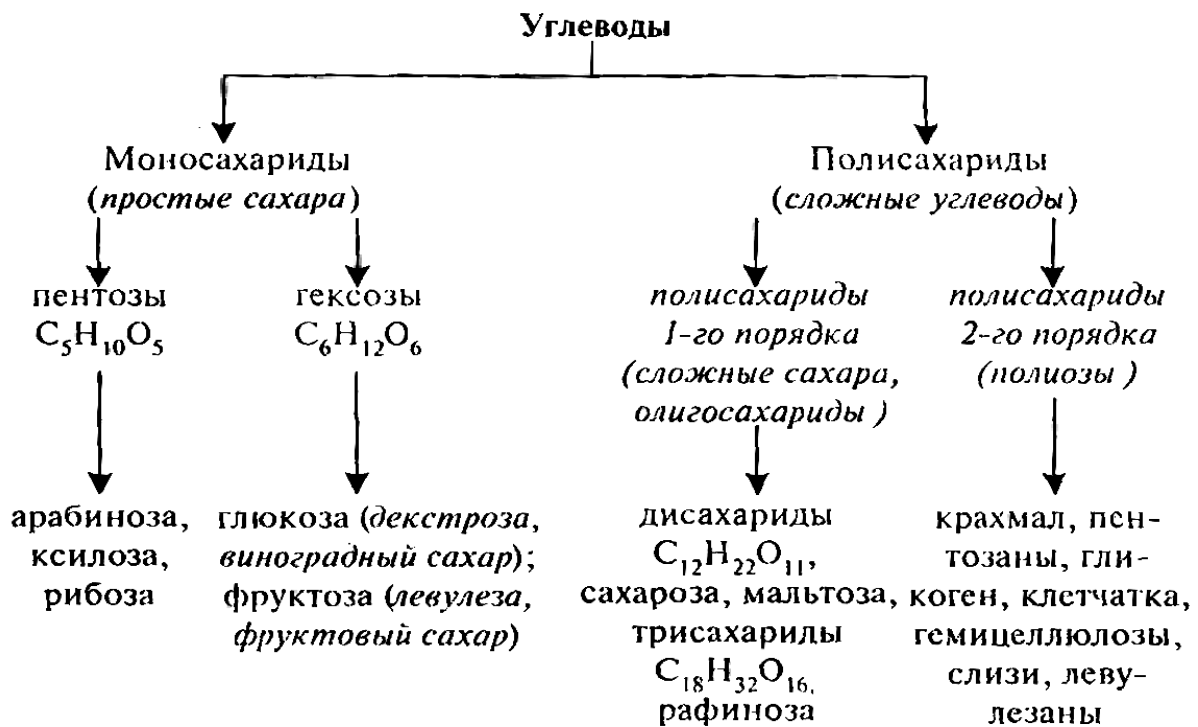 Углеводы
Моносахариды
(простые сахара)
Полисахариды
(сложные углеводы)
пентозы
C₅H₁₀O₅
гексозы
C₆H₁₂O₆
полисахариды
1-го порядка
(сложные сахара,
олигосахариды )
полисахариды
2-го порядка
(полиозы )
арабиноза,
ксилоза,
рибоза
глюкоза (декстроза,
виноградный сахар);
фруктоза (левулеза,
фруктовый сахар)
дисахариды
C₁₂H₂₂O₁₁,
сахароза, мальтоза,
трисахариды
C₁₈H₃₂O₁₆,
рафиноза
крахмал, пен-
тозаны, гли-
коген, клетчатка,
гемицеллюлозы,
слизи, леву-
лезаны